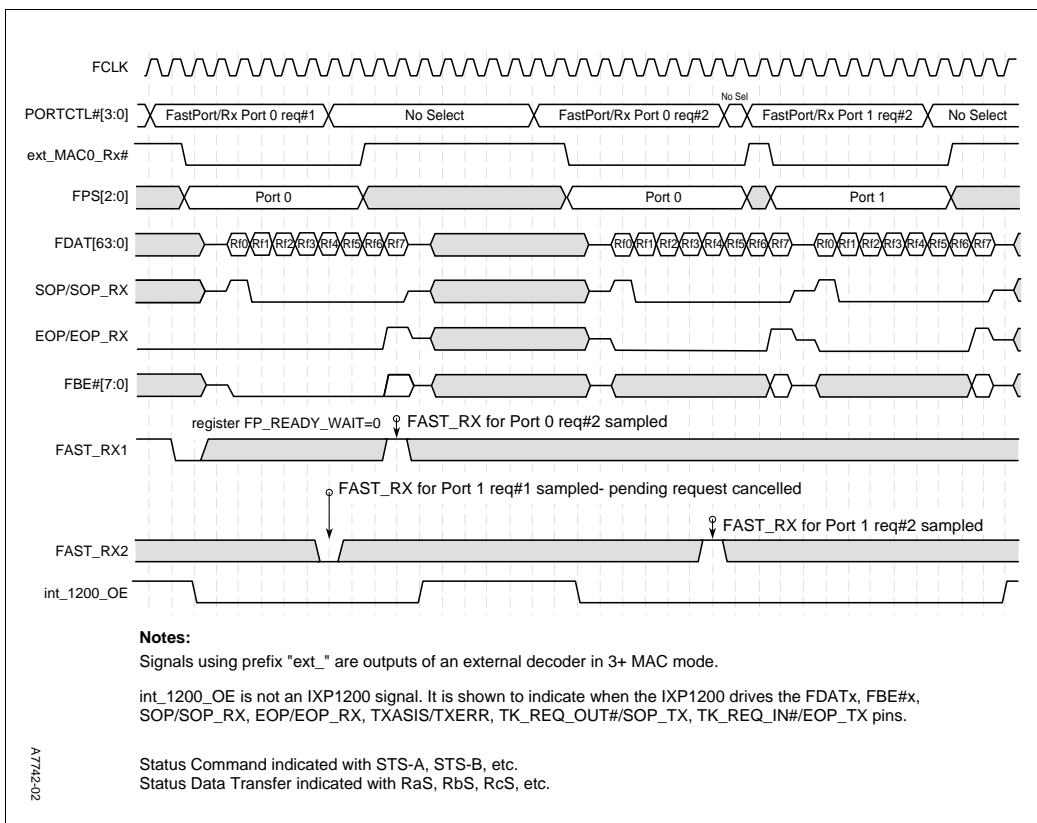 FCLK
No Sel
PORTCTL#[3:0] FastPort/Rx Port 0 req#1 No Select FastPort/Rx Port 0 req#2 FastPort/Rx Port 1 req#2 No Select
ext_MAC0_Rx#
FPS[2:0] Port 0 Port 0 Port 1
FDAT[63:0] Rf0 Rf1 Rf2 Rf3 Rf4 Rf5 Rf6 Rf7 Rf0 Rf1 Rf2 Rf3 Rf4 Rf5 Rf6 Rf7 Rf0 Rf1 Rf2 Rf3 Rf4 Rf5 Rf6 Rf7
SOP/SOP_RX
EOP/EOP_RX
FBE#[7:0]
register FP_READY_WAIT=0 FAST_RX for Port 0 req#2 sampled
FAST_RX1
FAST_RX for Port 1 req#1 sampled- pending request cancelled
FAST_RX for Port 1 req#2 sampled
FAST_RX2
int_1200_OE
Notes:
Signals using prefix "ext_" are outputs of an external decoder in 3+ MAC mode.
int_1200_OE is not an IXP1200 signal. It is shown to indicate when the IXP1200 drives the FDATx, FBE#x,
SOP/SOP_RX, EOP/EOP_RX, TXASIS/TXERR, TK_REQ_OUT#/SOP_TX, TK_REQ_IN#/EOP_TX pins.
Status Command indicated with STS-A, STS-B, etc.
Status Data Transfer indicated with RaS, RbS, RcS, etc.
A7742-02